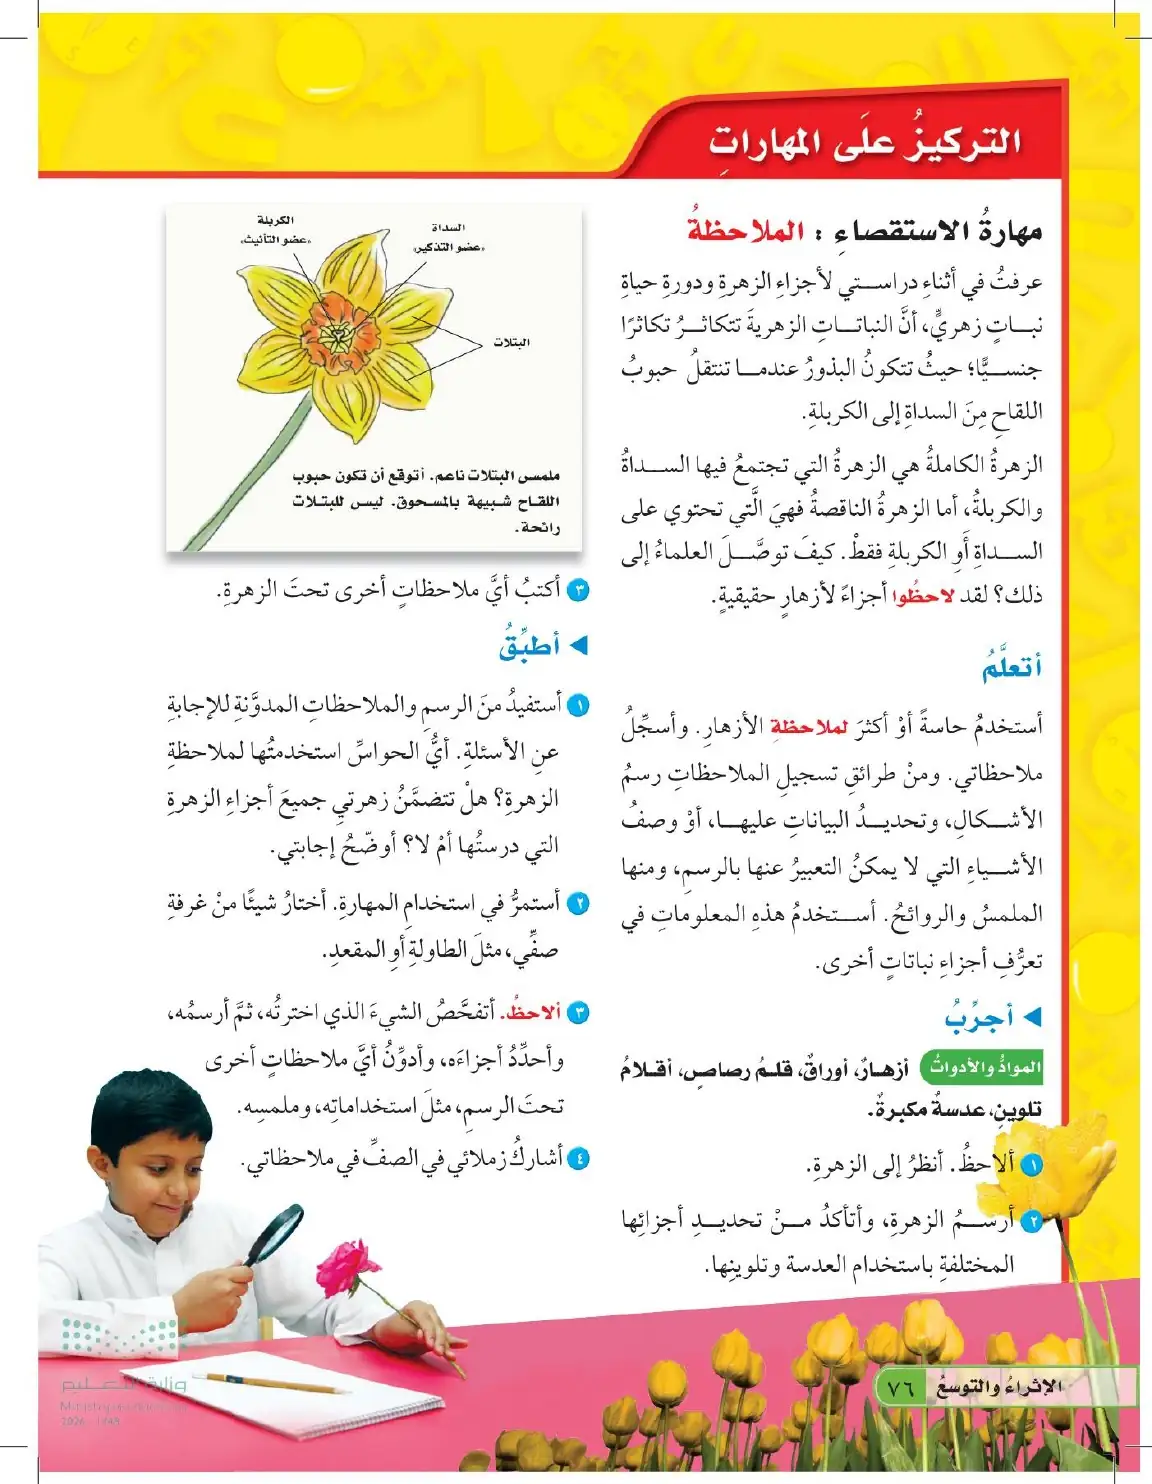 التركيزُ علَى المهاراتِ
مهارةُ الاستقصاءِ : الملاحظةُ
عرفتُ في أثناءِ دراستي لأجزاءِ الزهرةِ ودورةِ حياةِ
نباتٍ زهريٍّ، أنَّ النباتاتِ الزهريةَ تتكاثرُ تكاثرًا
جنسيًّا؛ حيثُ تتكونُ البذورُ عندما تنتقلُ حبوبُ
اللقاحِ مِنَ السداةِ إلى الكربلةِ.
الزهرةُ الكاملةُ هي الزهرةُ التي تجتمعُ فيها السداةُ
والكربلةُ، أما الزهرةُ الناقصةُ فهيَ الَّتي تحتوي على
السداةِ أَوِ الكربلةِ فقطْ. كيفَ توصَّلَ العلماءُ إلى
ذلك؟ لقد لاحظُوا أجزاءً لأزهارٍ حقيقيةٍ.
أتعلَّمُ
أستخدمُ حاسةً أوْ أكثرَ لملاحظةِ الأزهارِ. وأسجِّلُ
ملاحظاتي. ومنْ طرائقِ تسجيلِ الملاحظاتِ رسمُ
الأشكالِ، وتحديدُ البياناتِ عليها، أوْ وصفُ
الأشياءِ التي لا يمكنُ التعبيرُ عنها بالرسمِ، ومنها
الملمسُ والروائحُ. أستخدمُ هذهِ المعلوماتِ في
تعرُّفِ أجزاءِ نباتاتٍ أخرى.
أجرِّبُ
الموادُّ والأدواتُ أزهارٌ، أوراقٌ، قلمُ رصاصٍ، أقلامُ
تلوينٍ، عدسةٌ مكبرةٌ.
١ ألاحظُ. أنظرُ إلى الزهرةِ.
٢ أرسمُ الزهرةِ، وأتأكدُ منْ تحديدِ أجزائِها
المختلفةِ باستخدام العدسة وتلوينِها.
الكربلة
«عضو التأنيث»
السداة
«عضو التذكير»
البتلات
ملمس البتلات ناعم. أتوقع أن تكون حبوب
اللقاح شبيهة بالمسحوق. ليس للبتلات
رائحة.
٣ أكتبُ أيَّ ملاحظاتٍ أخرى تحتَ الزهرةِ.
أطبِّقُ
١ أستفيدُ منَ الرسمِ والملاحظاتِ المدوَّنةِ للإجابةِ
عنِ الأسئلةِ. أيُّ الحواسِّ استخدمتُها لملاحظةِ
الزهرةِ؟ هلْ تتضمَّنُ زهرتي جميعَ أجزاءِ الزهرةِ
التي درستُها أمْ لا؟ أوضّحُ إجابتي.
٢ أستمرُّ في استخدامِ المهارةِ. أختارُ شيئًا منْ غرفةِ
صفِّي، مثلَ الطاولةِ أوِ المقعدِ.
٣ ألاحظُ. أتفحَّصُ الشيءَ الذي اخترتُه، ثمَّ أرسمُه،
وأحدِّدُ أجزاءَه، وأدوِّنُ أيَّ ملاحظاتٍ أخرى
تحتَ الرسمِ، مثلَ استخداماتِه، وملمسِه.
٤ أشاركُ زملائي في الصفِّ في ملاحظاتي.
وزارة التعليم
Ministry of Education
2026 - 1448
الإثراءُ والتوسعُ ٧٦